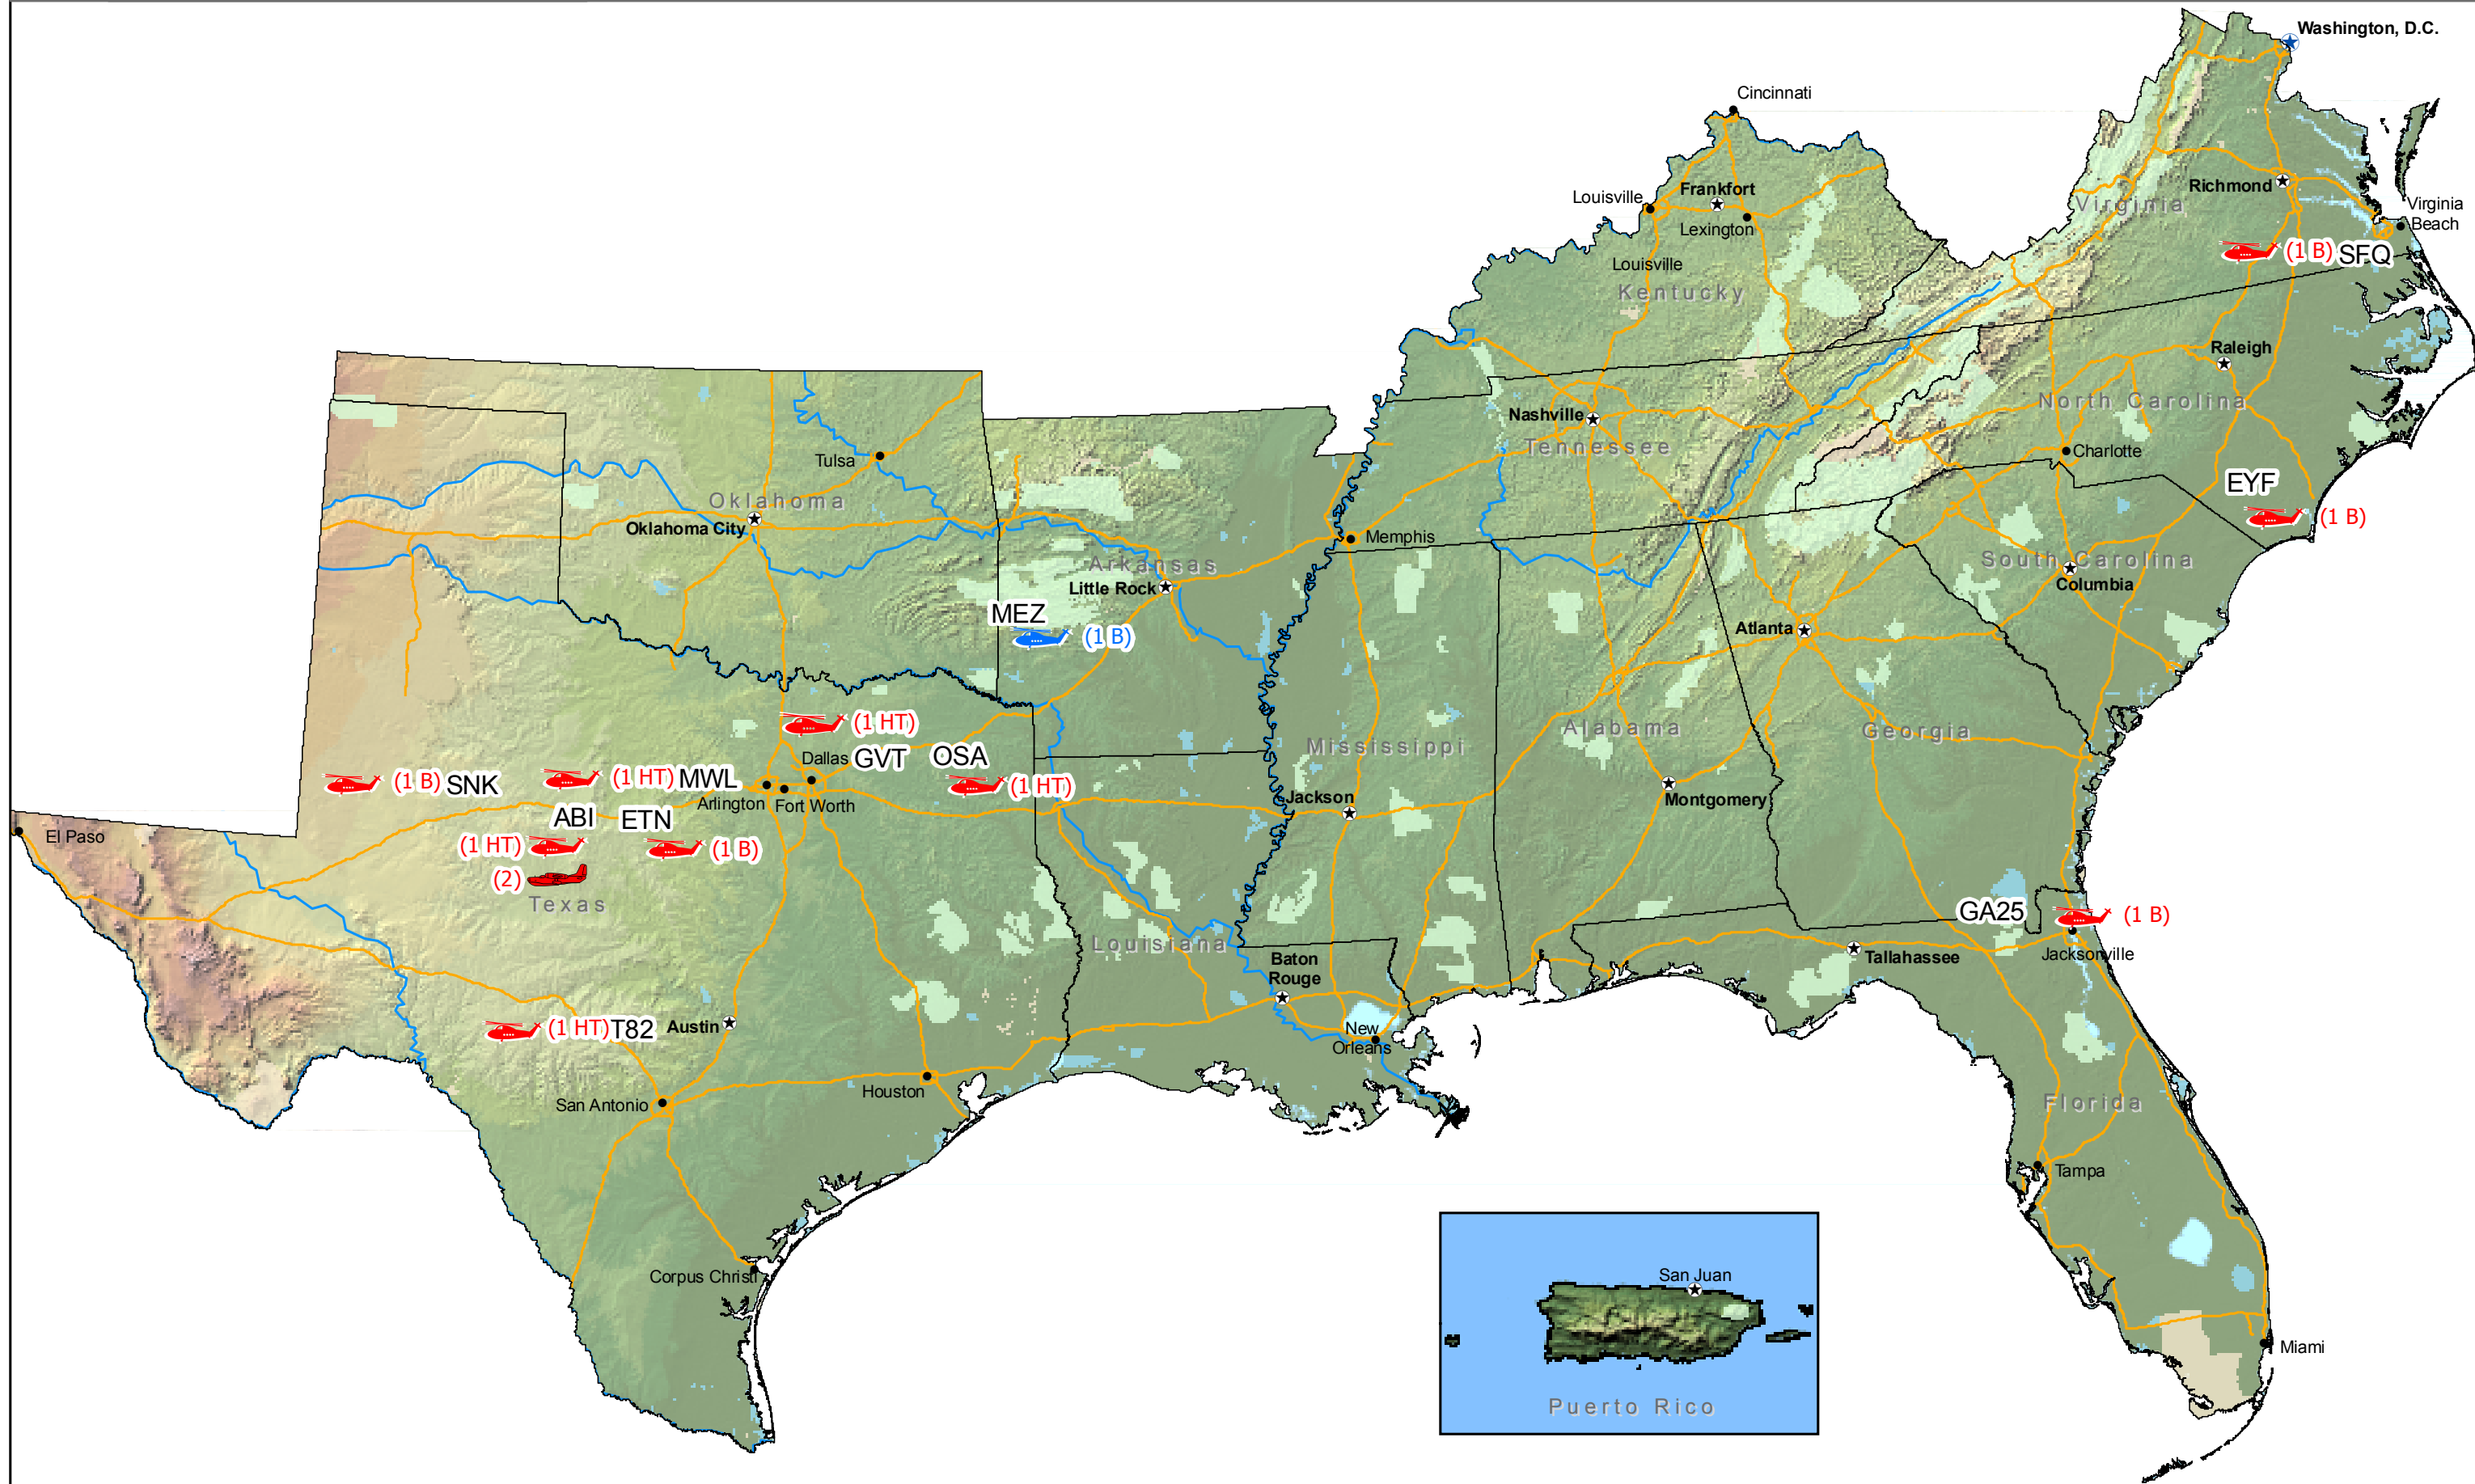 Washington, D.C.
Cincinnati
Louisville
Frankfort
Lexington
Louisville
Kentucky
Richmond
Virginia
Virginia
Beach
(1 B) SFQ
Raleigh
North Carolina
Charlotte
EYF
(1 B)
South Carolina
Columbia
Nashville
Tennessee
Memphis
Tulsa
Oklahoma
Oklahoma City
Arkansas
Little Rock
MEZ
(1 B)
Atlanta
Georgia
Alabama
Montgomery
Mississippi
Jackson
(1 HT)
Dallas
GVT
OSA
(1 HT)
(1 B) SNK
(1 HT) MWL
Arlington
Fort Worth
ABI
ETN
(1 HT)
(1 B)
(2)
Texas
El Paso
(1 HT) T82
Austin
San Antonio
Houston
Corpus Christi
Louisiana
Baton
Rouge
New
Orleans
GA25
(1 B)
Jacksonville
Tallahassee
Florida
Tampa
Miami
San Juan
Puerto Rico